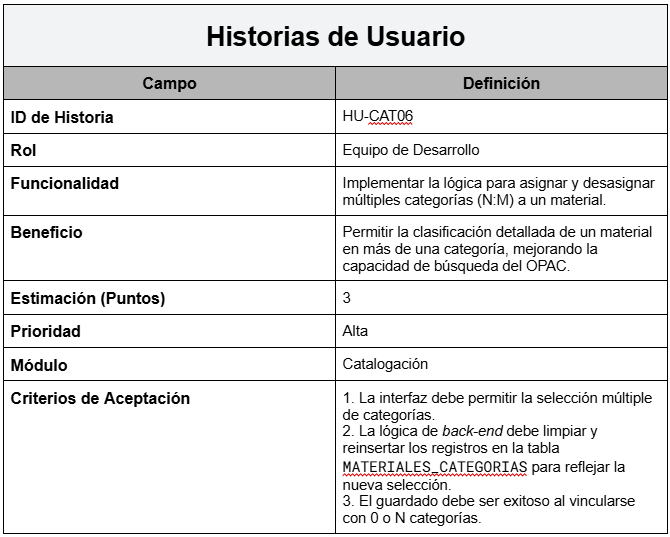 Historias de Usuario
Campo
Definición
ID de Historia
HU-CAT06
Rol
Equipo de Desarrollo
Funcionalidad
Implementar la lógica para asignar y desasignar
múltiples categorías (N:M) a un material.
Beneficio
Permitir la clasificación detallada de un material
en más de una categoría, mejorando la
capacidad de búsqueda del OPAC.
Estimación (Puntos)
3
Prioridad
Alta
Módulo
Catalogación
Criterios de Aceptación
1. La interfaz debe permitir la selección múltiple
de categorías.
2. La lógica de back-end debe limpiar y
reinsertar los registros en la tabla
MATERIALES_CATEGORIAS para reflejar la
nueva selección.
3. El guardado debe ser exitoso al vincularse
con 0 o N categorías.